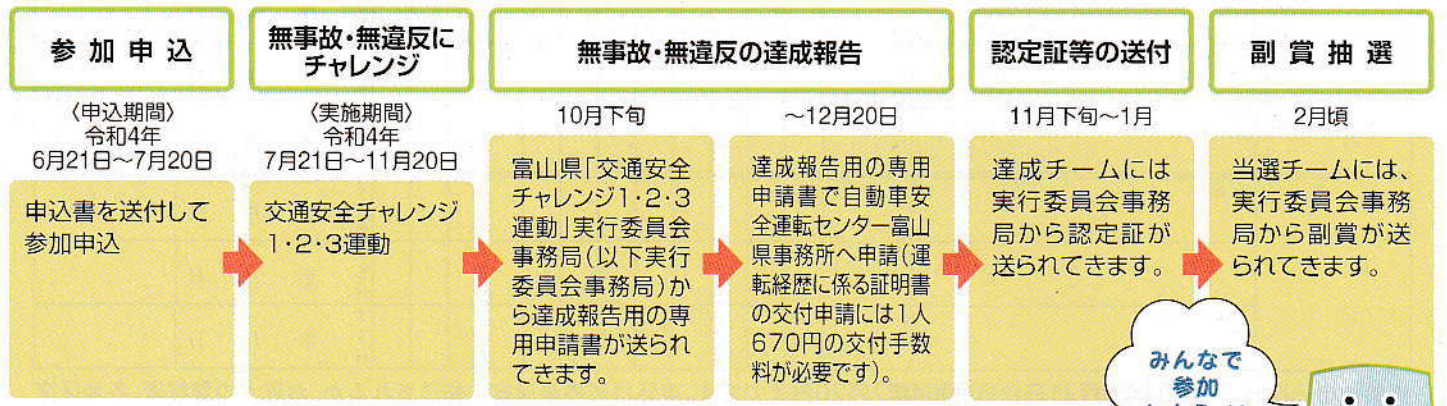 参加申込
〈申込期間〉
令和4年
6月21日～7月20日
申込書を送付して
参加申込
無事故・無違反に
チャレンジ
〈実施期間〉
令和4年
7月21日～11月20日
交通安全チャレンジ
1・2・3運動
無事故・無違反の達成報告
10月下旬
富山県「交通安全
チャレンジ1・2・3
運動」実行委員会
事務局(以下実行
委員会事務局)か
ら達成報告用の専
用申請書が送られ
てきます。
～12月20日
達成報告用の専用
申請書で自動車安
全運転センター富山
県事務所へ申請(運
転経歴に係る証明書
の交付申請には1人
670円の交付手数
料が必要です)。
認定証等の送付
11月下旬～1月
達成チームには
実行委員会事務
局から認定証が
送られてきます。
副賞抽選
2月頃
当選チームには、
実行委員会事務
局から副賞が送
られてきます。
みんなで
参加